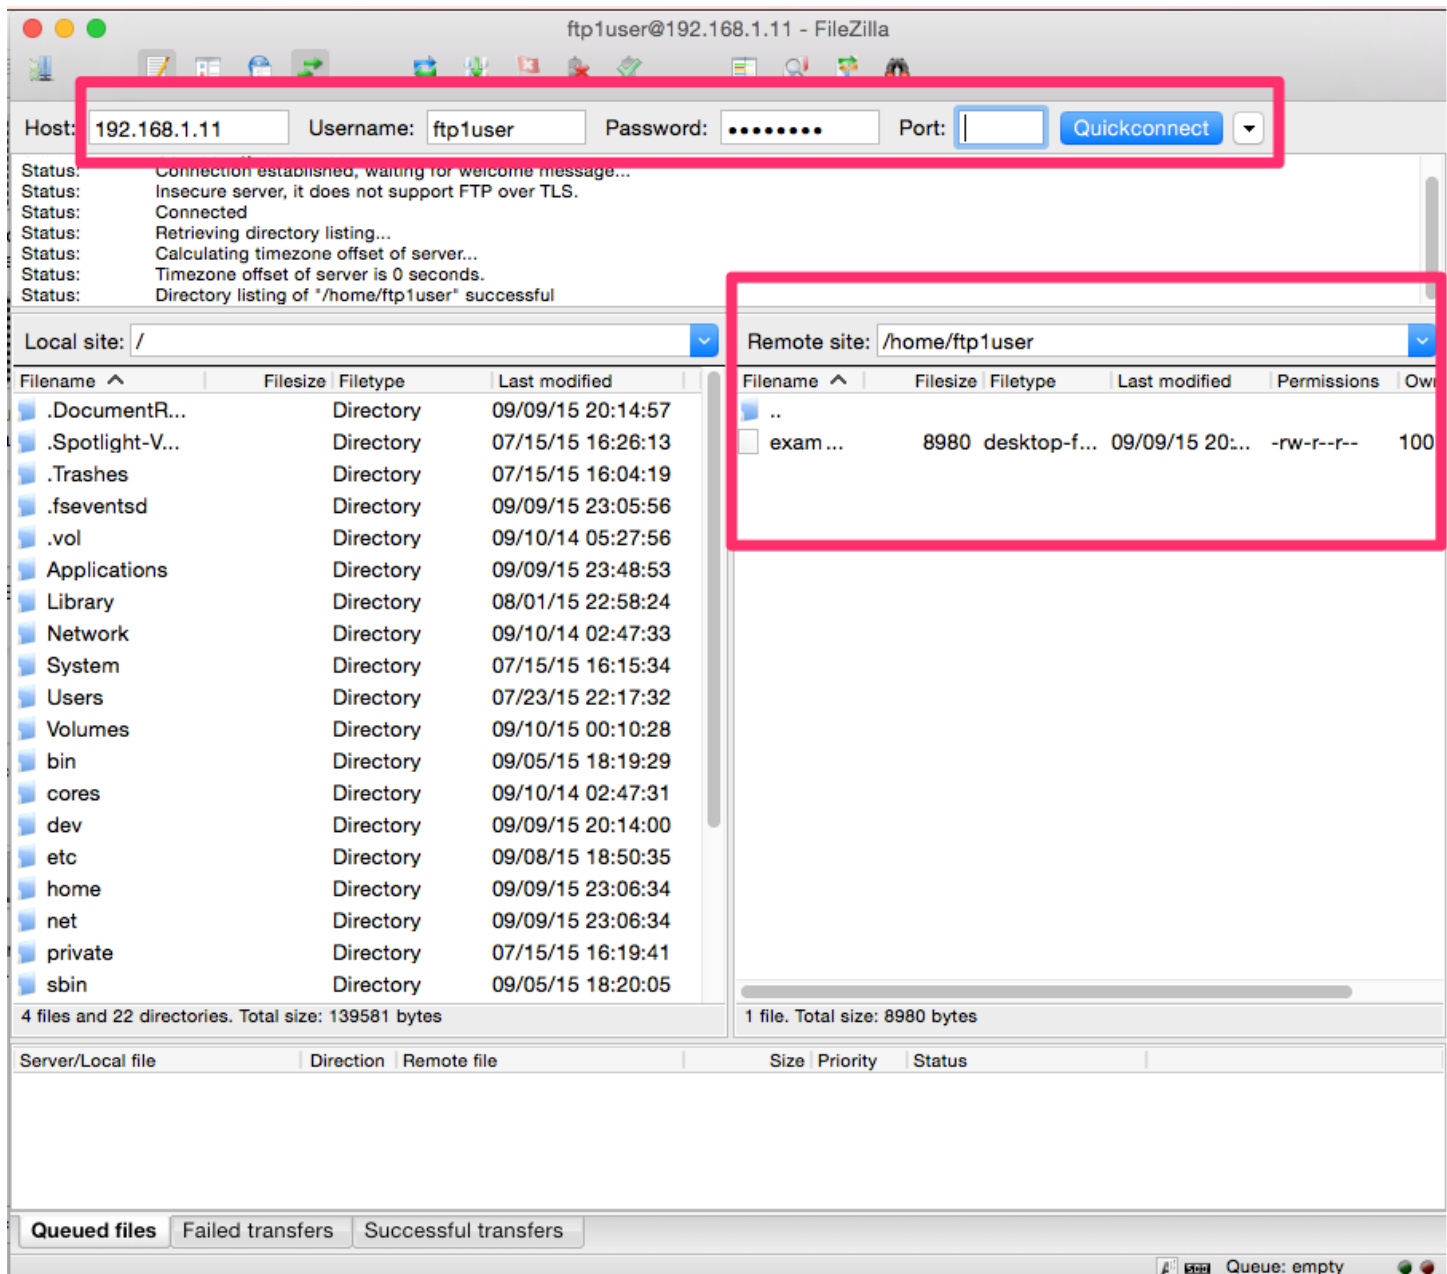 ftp1user@192.168.1.11 - FileZilla
Host: 192.168.1.11 Username: ftp1user Password: •••••••• Port: Quickconnect
Status: Connection established, waiting for welcome message...
Status: Insecure server, it does not support FTP over TLS.
Status: Connected
Status: Retrieving directory listing...
Status: Calculating timezone offset of server...
Status: Timezone offset of server is 0 seconds.
Status: Directory listing of "/home/ftp1user" successful
Local site: /
Filename Filesize Filetype Last modified
.DocumentR... Directory 09/09/15 20:14:57
.Spotlight-V... Directory 07/15/15 16:26:13
.Trashes Directory 07/15/15 16:04:19
.fseventsd Directory 09/09/15 23:05:56
.vol Directory 09/10/14 05:27:56
Applications Directory 09/09/15 23:48:53
Library Directory 08/01/15 22:58:24
Network Directory 09/10/14 02:47:33
System Directory 07/15/15 16:15:34
Users Directory 07/23/15 22:17:32
Volumes Directory 09/10/15 00:10:28
bin Directory 09/05/15 18:19:29
cores Directory 09/10/14 02:47:31
dev Directory 09/09/15 20:14:00
etc Directory 09/08/15 18:50:35
home Directory 09/09/15 23:06:34
net Directory 09/09/15 23:06:34
private Directory 07/15/15 16:19:41
sbin Directory 09/05/15 18:20:05
4 files and 22 directories. Total size: 139581 bytes
Remote site: /home/ftp1user
Filename Filesize Filetype Last modified Permissions Own
..
exam... 8980 desktop-f... 09/09/15 20:... -rw-r--r-- 100
1 file. Total size: 8980 bytes
Server/Local file Direction Remote file Size Priority Status
Queued files Failed transfers Successful transfers
Queue: empty